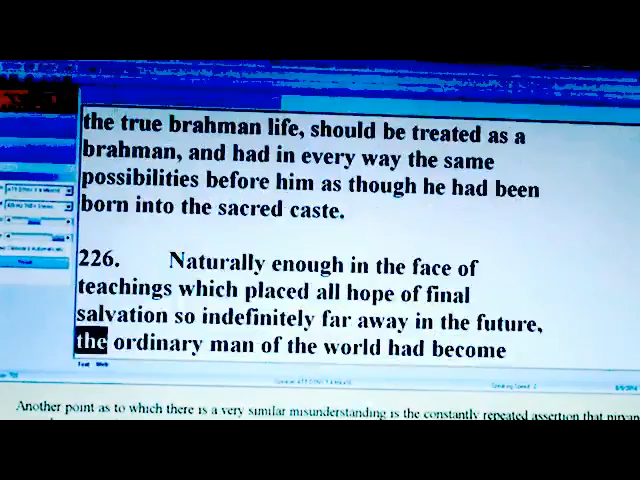 the true brahman life, should be treated as a
brahman, and had in every way the same
possibilities before him as though he had been
born into the sacred caste.
226. Naturally enough in the face of
teachings which placed all hope of final
salvation so indefinitely far away in the future,
the ordinary man of the world had become
Text Web
Another point as to which there is a very similar misunderstanding is the constantly repeated assertion that nirvan